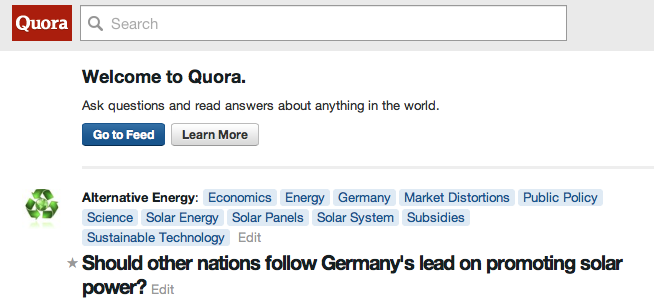 Quora Search
Welcome to Quora.
Ask questions and read answers about anything in the world.
Go to Feed Learn More
Alternative Energy: Economics Energy Germany Market Distortions Public Policy
Science Solar Energy Solar Panels Solar System Subsidies
Sustainable Technology Edit
Should other nations follow Germany's lead on promoting solar
power? Edit